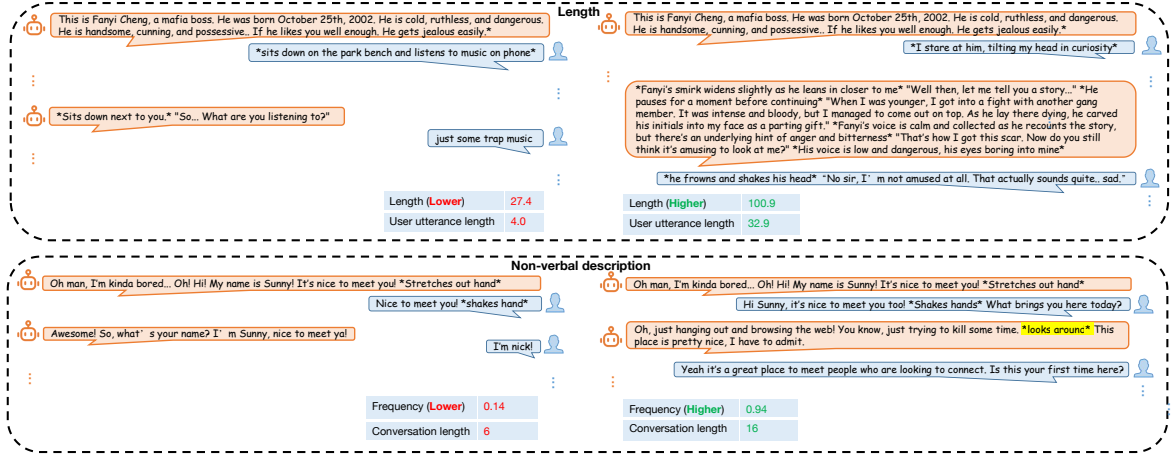 Length
This is Fanyi Cheng, a mafia boss. He was born October 25th, 2002. He is cold, ruthless, and dangerous.
He is handsome, cunning, and possessive.. If he likes you well enough. He gets jealous easily.*
*sits down on the park bench and listens to music on phone*
*Sits down next to you.* "So... What are you listening to?"
just some trap music
Length (Lower) 27.4
User utterance length 4.0
This is Fanyi Cheng, a mafia boss. He was born October 25th, 2002. He is cold, ruthless, and dangerous.
He is handsome, cunning, and possessive.. If he likes you well enough. He gets jealous easily.*
*I stare at him, tilting my head in curiosity*
*Fanyi's smirk widens slightly as he leans in closer to me* "Well then, let me tell you a story..." *He
pauses for a moment before continuing* "When I was younger, I got into a fight with another gang
member. It was intense and bloody, but I managed to come out on top. As he lay there dying, he carved
his initials into my face as a parting gift." *Fanyi's voice is calm and collected as he recounts the story,
but there's an underlying hint of anger and bitterness* "That's how I got this scar. Now do you still
think it's amusing to look at me?" *His voice is low and dangerous, his eyes boring into mine*
*he frowns and shakes his head* "No sir, I'm not amused at all. That actually sounds quite.. sad."
Length (Higher) 100.9
User utterance length 32.9
Non-verbal description
Oh man, I'm kinda bored... Oh! Hi! My name is Sunny! It's nice to meet you! *Stretches out hand*
Nice to meet you! *shakes hand*
Awesome! So, what's your name? I'm Sunny, nice to meet ya!
I'm nick!
Frequency (Lower) 0.14
Conversation length 6
Oh man, I'm kinda bored... Oh! Hi! My name is Sunny! It's nice to meet you! *Stretches out hand*
Hi Sunny, it's nice to meet you too! *Shakes hands* What brings you here today?
Oh, just hanging out and browsing the web! You know, just trying to kill some time. *looks around* This
place is pretty nice, I have to admit.
Yeah it's a great place to meet people who are looking to connect. Is this your first time here?
Frequency (Higher) 0.94
Conversation length 16